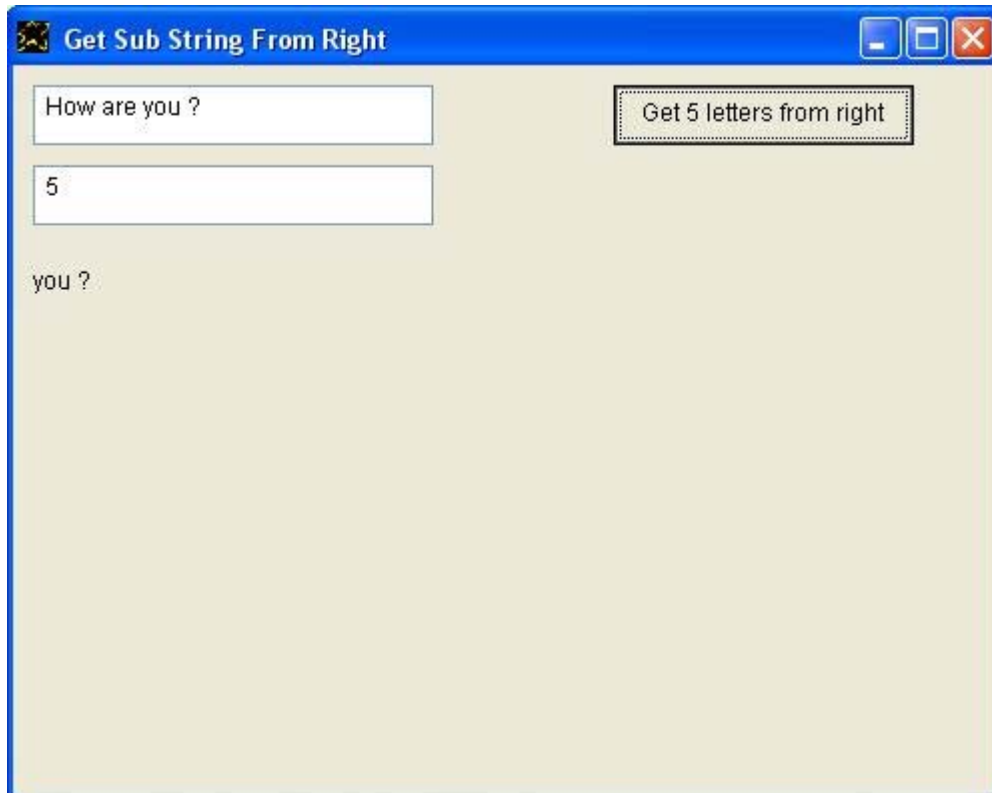 Get Sub String From Right
How are you ?
Get 5 letters from right
5
you ?